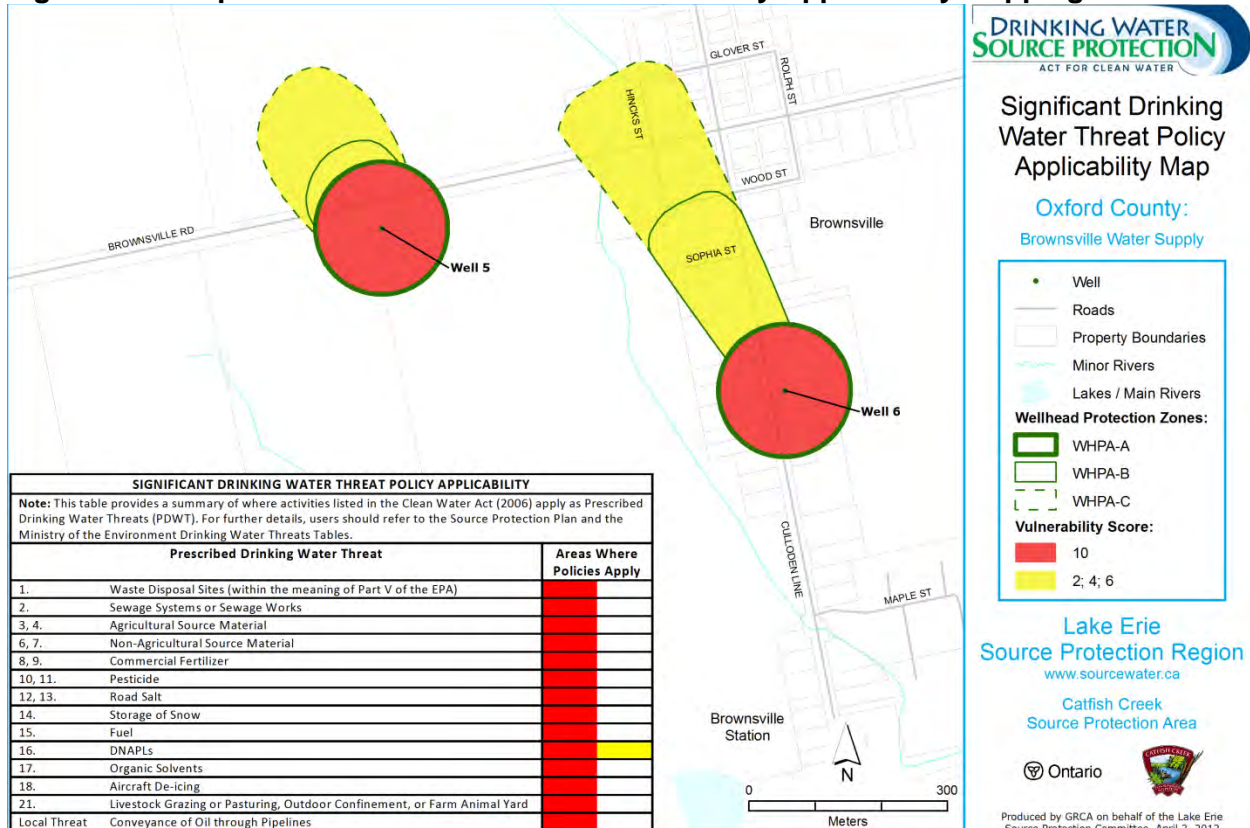 GLOVER ST
ROLPH ST
HINCKS ST
WOOD ST
BROWNSVILLE RD
Brownsville
SOPHIA ST
Well 5
Well 6
CULLODEN LINE
MAPLE ST
Brownsville
Station
N
0 300
Meters
SIGNIFICANT DRINKING WATER THREAT POLICY APPLICABILITY
Note: This table provides a summary of where activities listed in the Clean Water Act (2006) apply as Prescribed
Drinking Water Threats (PDWT). For further details, users should refer to the Source Protection Plan and the
Ministry of the Environment Drinking Water Threats Tables.
Prescribed Drinking Water Threat Areas Where
Policies Apply
1. Waste Disposal Sites (within the meaning of Part V of the EPA)
2. Sewage Systems or Sewage Works
3, 4. Agricultural Source Material
6, 7. Non-Agricultural Source Material
8, 9. Commercial Fertilizer
10, 11. Pesticide
12, 13. Road Salt
14. Storage of Snow
15. Fuel
16. DNAPLs
17. Organic Solvents
18. Aircraft De-icing
21. Livestock Grazing or Pasturing, Outdoor Confinement, or Farm Animal Yard
Local Threat Conveyance of Oil through Pipelines
DRINKING WATER
SOURCE PROTECTION
ACT FOR CLEAN WATER
Significant Drinking
Water Threat Policy
Applicability Map
Oxford County:
Brownsville Water Supply
Well
Roads
Property Boundaries
Minor Rivers
Lakes / Main Rivers
Wellhead Protection Zones:
WHPA-A
WHPA-B
WHPA-C
Vulnerability Score:
10
2; 4; 6
Lake Erie
Source Protection Region
www.sourcewater.ca
Catfish Creek
Source Protection Area
Ontario
CATFISH CREEK
Produced by GRCA on behalf of the Lake Erie
Source Protection Committee, April 2, 2012